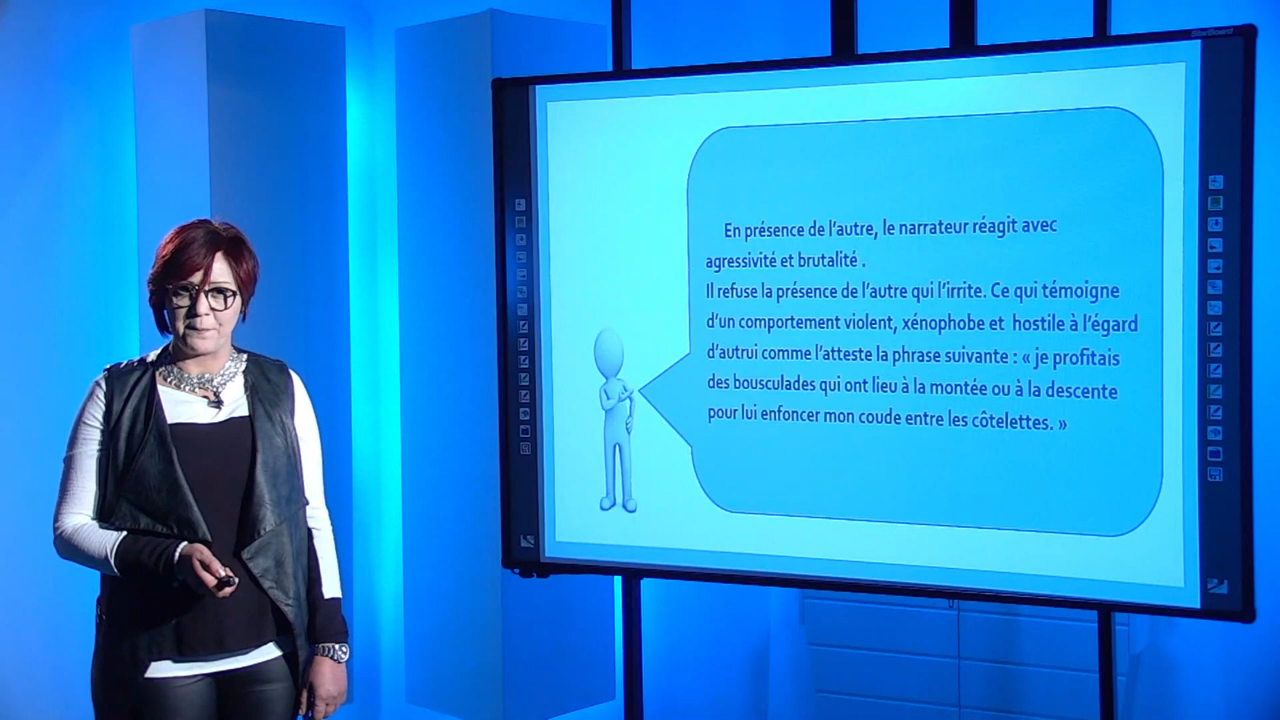 StarBoard
En présence de l'autre, le narrateur réagit avec
agressivité et brutalité .
Il refuse la présence de l'autre qui l'irrite. Ce qui témoigne
d'un comportement violent, xénophobe et hostile à l'égard
d'autrui comme l'atteste la phrase suivante : « je profitais
des bousculades qui ont lieu à la montée ou à la descente
pour lui enfoncer mon coude entre les côtelettes. »